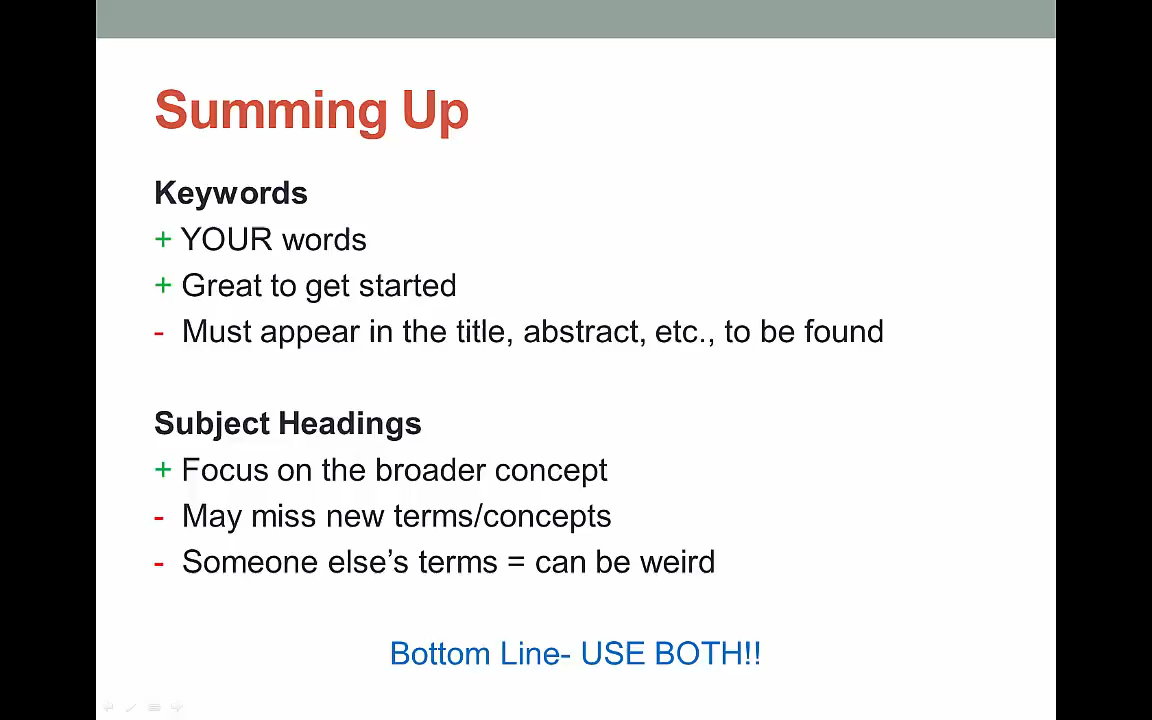 Summing Up
Keywords
+ YOUR words
+ Great to get started
- Must appear in the title, abstract, etc., to be found
Subject Headings
+ Focus on the broader concept
- May miss new terms/concepts
- Someone else’s terms = can be weird
Bottom Line- USE BOTH!!